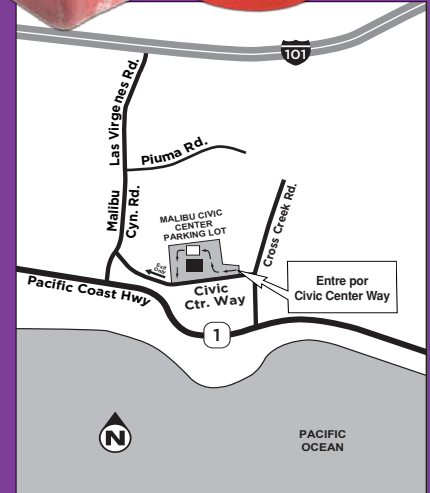 101
Las Virgenes Rd.
Piuma Rd.
Malibu
Cyn. Rd.
MALIBU CIVIC
CENTER
PARKING LOT
Cross Creek Rd.
Exit
Only
Civic
Ctr. Way
Entre por
Civic Center Way
Pacific Coast Hwy
1
N
PACIFIC
OCEAN